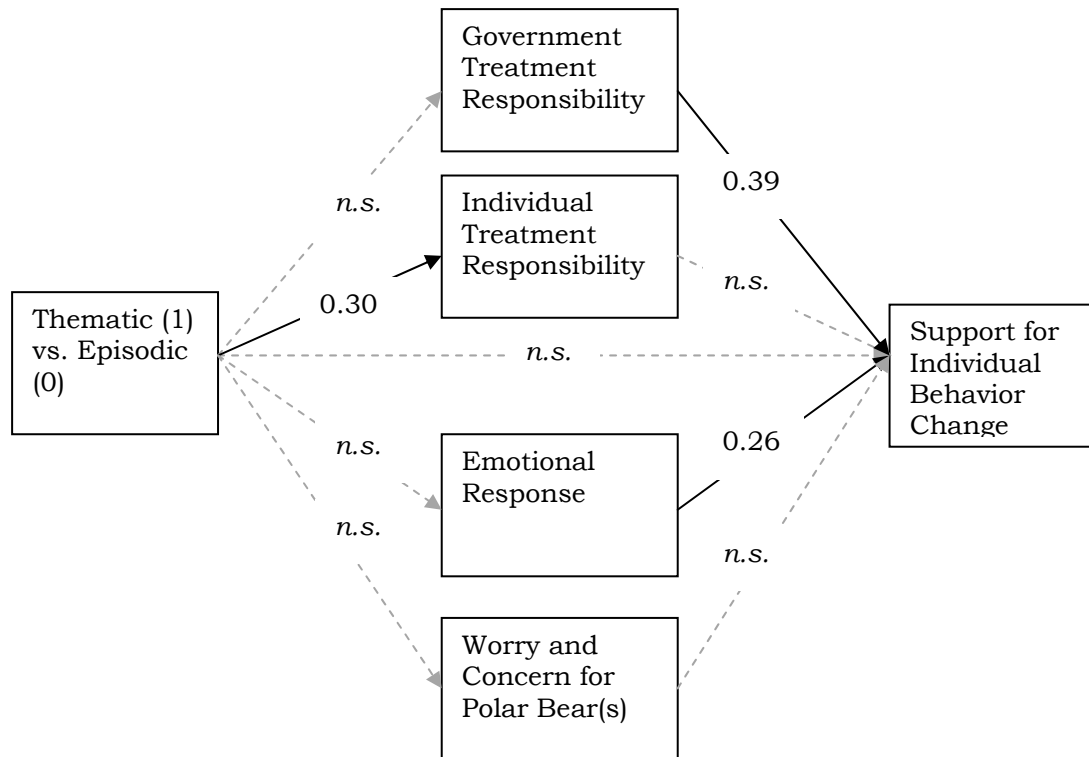 Government
Treatment
Responsibility
0.39
n.s.
Individual
Treatment
Responsibility
n.s.
0.30
Thematic (1)
vs. Episodic
(0)
n.s.
Support for
Individual
Behavior
Change
n.s.
0.26
Emotional
Response
n.s.
n.s.
Worry and
Concern for
Polar Bear(s)